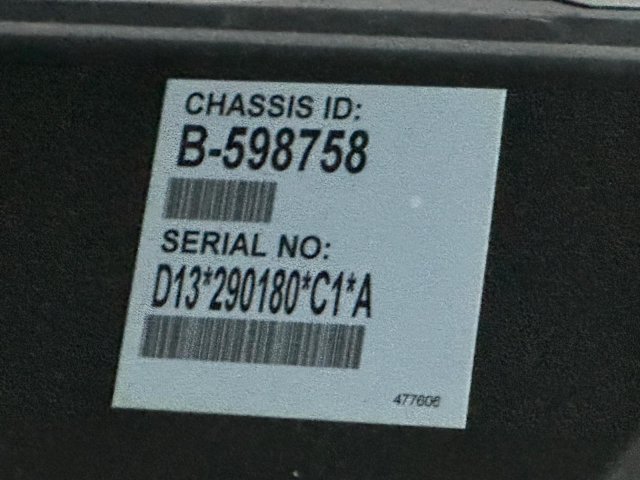 CHASSIS ID:
B-598758
SERIAL NO:
D13*290180*C1*A
477606